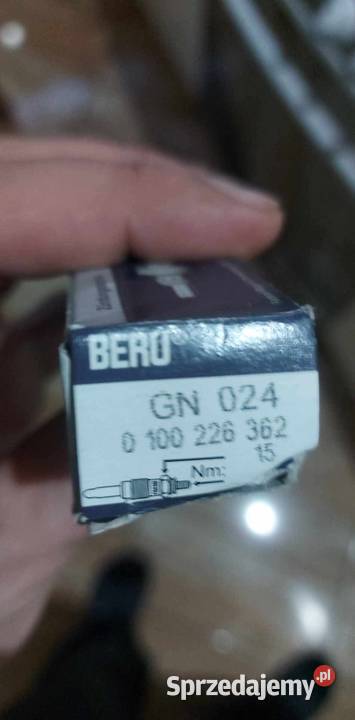 BERU®
GN 024
0 100 226 362
15
Nm:
Sprzedajemy.pl